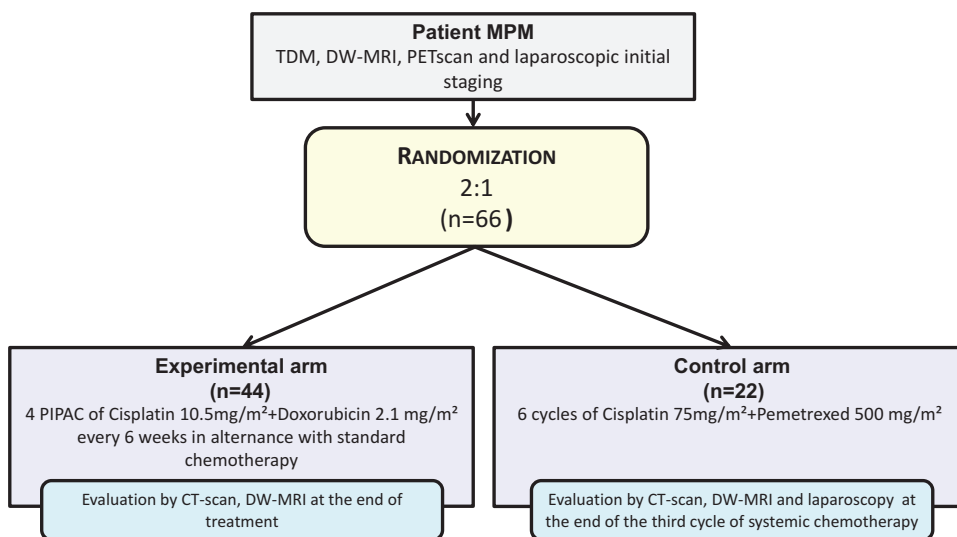 Patient MPM
TDM, DW-MRI, PETscan and laparoscopic initial
staging
RANDOMIZATION
2:1
(n=66)
Experimental arm
(n=44)
4 PIPAC of Cisplatin 10.5mg/m²+Doxorubicin 2.1 mg/m²
every 6 weeks in alternance with standard
chemotherapy
Evaluation by CT-scan, DW-MRI at the end of
treatment
Control arm
(n=22)
6 cycles of Cisplatin 75mg/m²+Pemetrexed 500 mg/m²
Evaluation by CT-scan, DW-MRI and laparoscopy at
the end of the third cycle of systemic chemotherapy